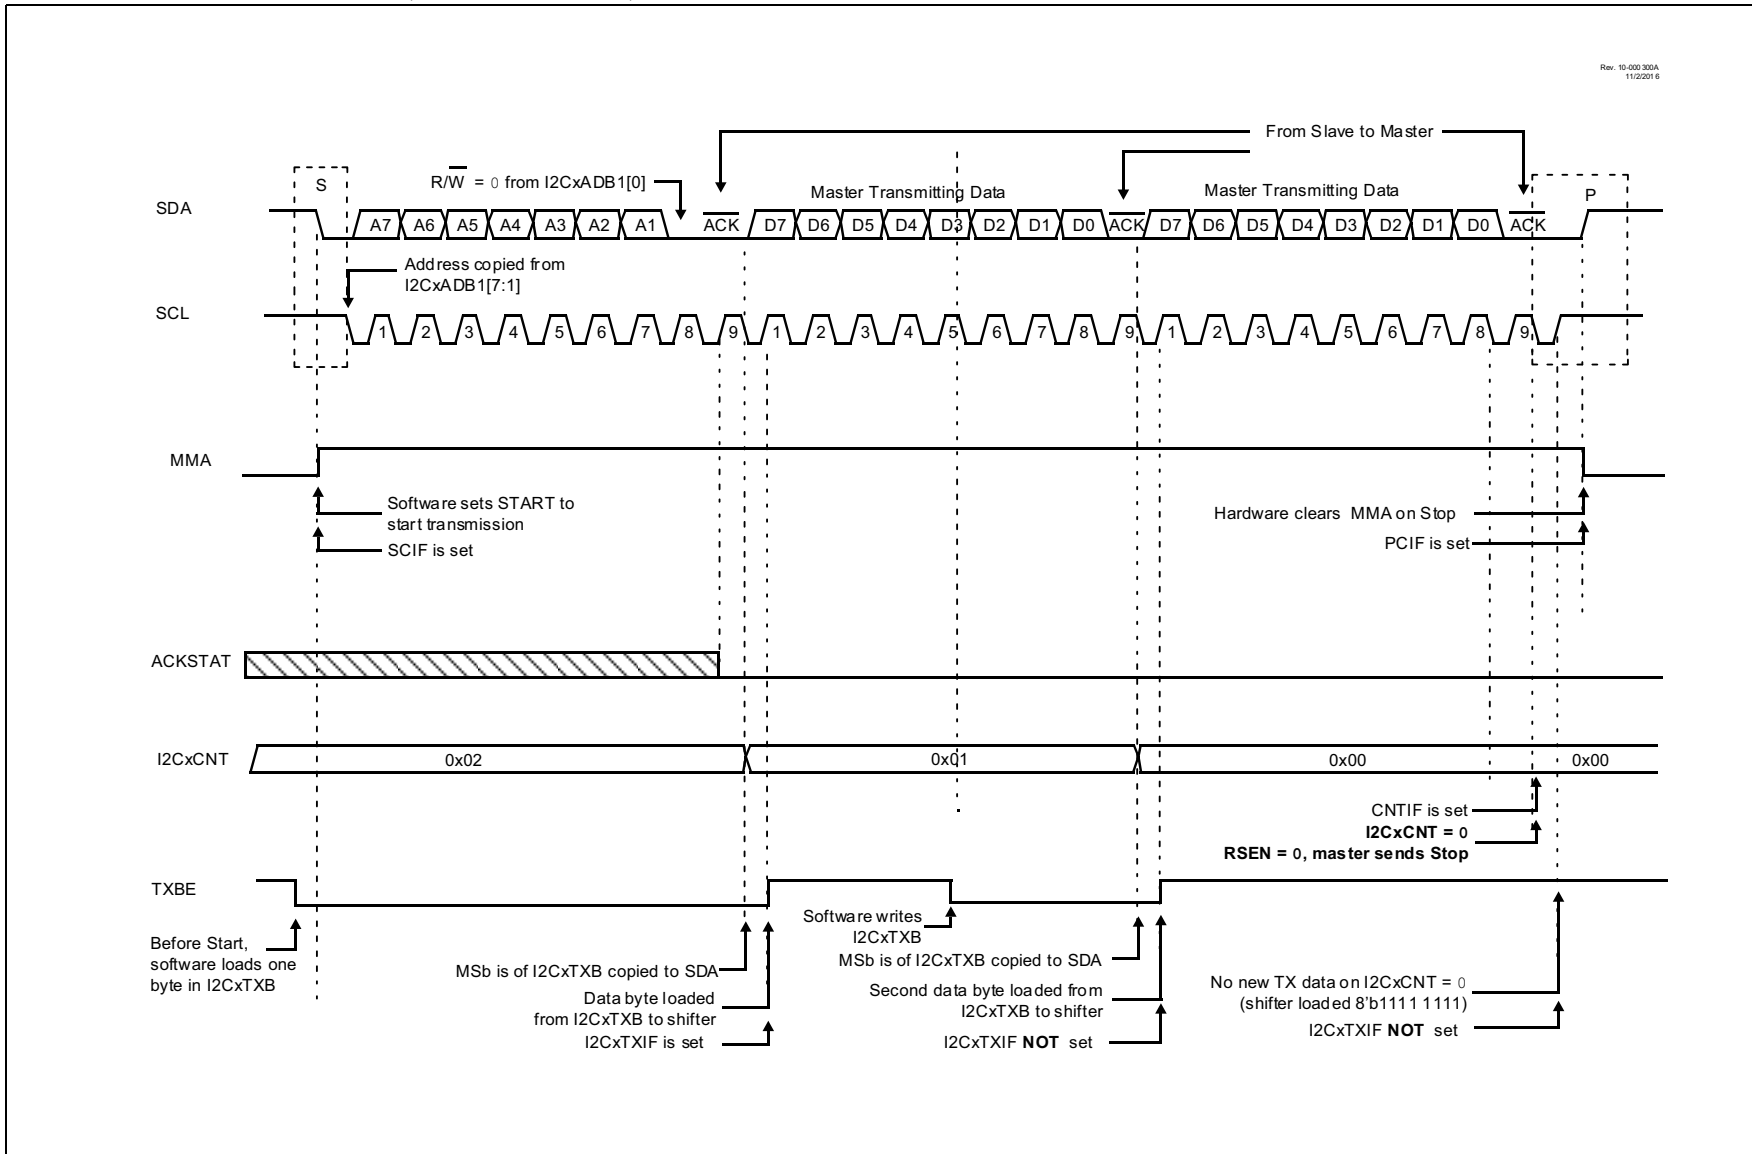 Rev. 10-000300A
11/2/2016
From Slave to Master
S
R/W = 0 from I2CxADB1[0]
Master Transmitting Data
Master Transmitting Data
P
SDA
A7 A6 A5 A4 A3 A2 A1 ACK D7 D6 D5 D4 D3 D2 D1 D0 ACK D7 D6 D5 D4 D3 D2 D1 D0 ACK
Address copied from
I2CxADB1[7:1]
SCL
1 2 3 4 5 6 7 8 9 1 2 3 4 5 6 7 8 9 1 2 3 4 5 6 7 8 9
MMA
Software sets START to
start transmission
SCIF is set
Hardware clears MMA on Stop
PCIF is set
ACKSTAT
I2CxCNT
0x02 0x01 0x00 0x00
CNTIF is set
I2CxCNT = 0
RSEN = 0, master sends Stop
TXBE
Before Start,
software loads one
byte in I2CxTXB
MSb is of I2CxTXB copied to SDA
Data byte loaded
from I2CxTXB to shifter
I2CxTXIF is set
Software writes
I2CxTXB
MSb is of I2CxTXB copied to SDA
Second data byte loaded from
I2CxTXB to shifter
I2CxTXIF NOT set
No new TX data on I2CxCNT = 0
(shifter loaded 8'b1111 1111)
I2CxTXIF NOT set